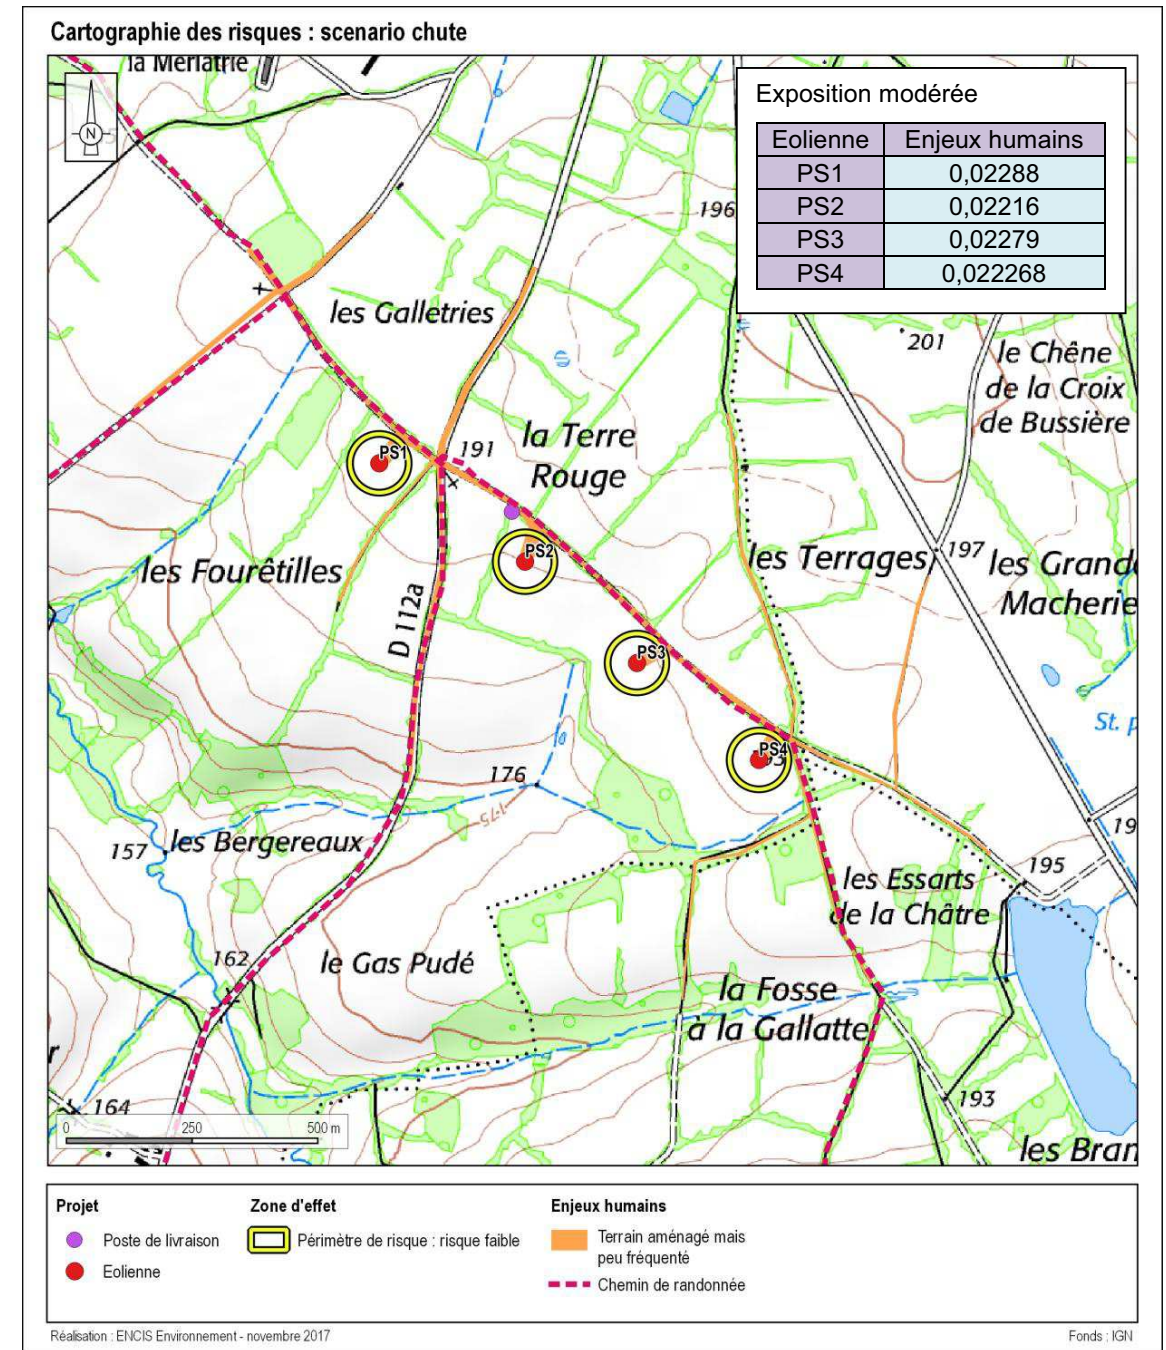 Cartographie des risques : scenario chute
la Merlatrie
N
Exposition modérée
Eolienne Enjeux humains
PS1 0,02288
PS2 0,02216
PS3 0,02279
PS4 0,022268
196
les Galletries
201
le Chêne
de la Croix
de Bussière
PS1
191
la Terre
Rouge
PS2
les Fourêtilles
D 112a
les Terrages
197
les Grand
Macherie
PS3
St. p
PS4
176
175
157
les Bergereaux
19
195
les Essarts
de la Châtre
162
le Gas Pudé
la Fosse
a la Gallatte
r
164
193
0 250 500 m
les Bran
Projet
Poste de livraison
Eolienne
Zone d'effet
Périmètre de risque : risque faible
Enjeux humains
Terrain aménagé mais
peu fréquenté
Chemin de randonnée
Réalisation : ENCIS Environnement - novembre 2017
Fonds : IGN